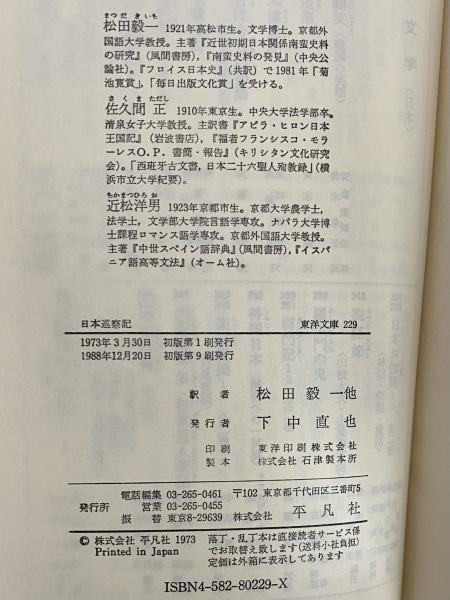 まつ だ き いち
松田毅一 1921年高松市生。文学博士。京都外
国語大学教授。主著『近世初期日本関係南蛮史料
の研究』(風間書房),『南蛮史料の発見』(中央公
論社)。『フロイス日本史』(共訳)で1981年「菊
池寛賞」,「毎日出版文化賞」を受ける。
さ く ま ただし
佐久間 正 1910年東京生。中央大学法学部卒。
清泉女子大学教授。主訳書『アビラ・ヒロン日本
王国記』(岩波書店),『福者フランシスコ・モラ
ーレスO.P. 書簡・報告』(キリシタン文化研究
会)。「西班牙古文書,日本二十六聖人殉教録」(横
浜市立大学紀要)。
ちかまつひろ お
近松洋男 1923年京都市生。京都大学農学士,
法学士,文学部大学院言語学専攻。ナバラ大学博
士課程ロマンス語学専攻。京都外国語大学教授。
主著『中世スペイン語辞典』(風間書房),『イスパ
ニア語高等文法』(オーム社)。
日本巡察記 東洋文庫 229
1973年3月30日 初版第1刷発行
1988年12月20日 初版第9刷発行
訳者 松田毅一他
発行者 下中直也
印刷 東洋印刷株式会社
製本 株式会社 石津製本所
電話編集 03-265-0461 〒102 東京都千代田区三番町5
発行所 営業 03-265-0455
振替 東京8-29639 株式会社 平凡社
© 株式会社 平凡社 1973
Printed in Japan
落丁・乱丁本は直接読者サービス係
でお取替え致します(送料小社負担)
定価は外箱に表示してあります
ISBN4-582-80229-X